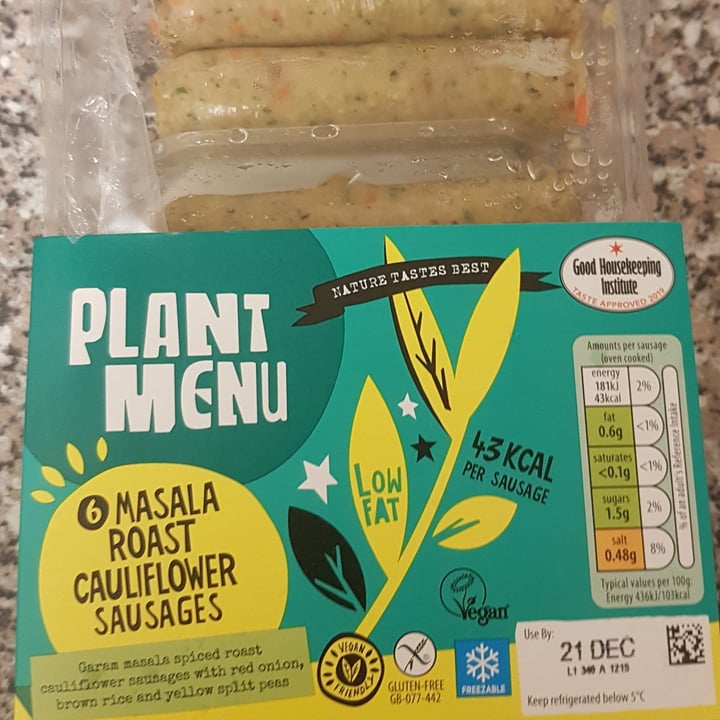 NATURE TASTES BEST
Good Housekeeping
Institute
TASTE APPROVED 2019
PLANT
MENU
Amounts per sausage
(oven cooked)
energy
181kJ
43kcal
2%
fat
0.6g
<1%
saturates
<0.1g
<1%
sugars
1.5g
2%
salt
0.48g
8%
% of an adult's Reference Intake
Typical values per 100g:
Energy 436kJ/103kcal
43 KCAL
PER SAUSAGE
LOW
FAT
6 MASALA
ROAST
CAULIFLOWER
SAUSAGES
Garam masala spiced roast
cauliflower sausages with red onion,
brown rice and yellow split peas
Vegan
VEGAN
FRIENDLY
GLUTEN-FREE
GB-077-442
FREEZABLE
Use By:
21 DEC
L1 346 A 1215
Keep refrigerated below 5°C